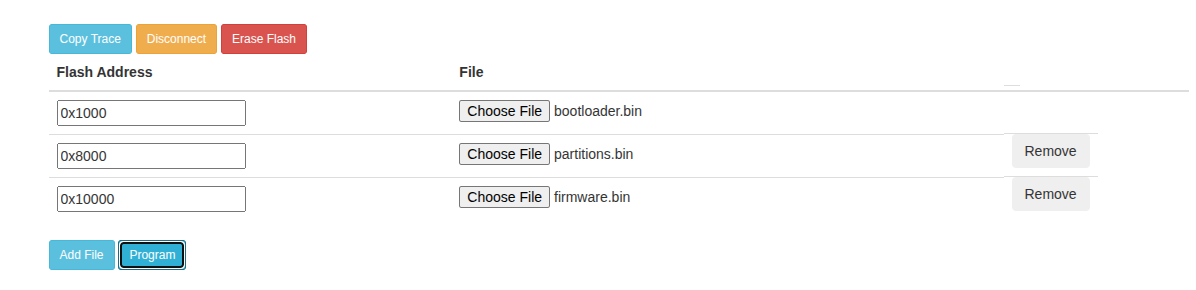 Copy Trace Disconnect Erase Flash
Flash Address File
0x1000 Choose File bootloader.bin
0x8000 Choose File partitions.bin Remove
0x10000 Choose File firmware.bin Remove
Add File Program